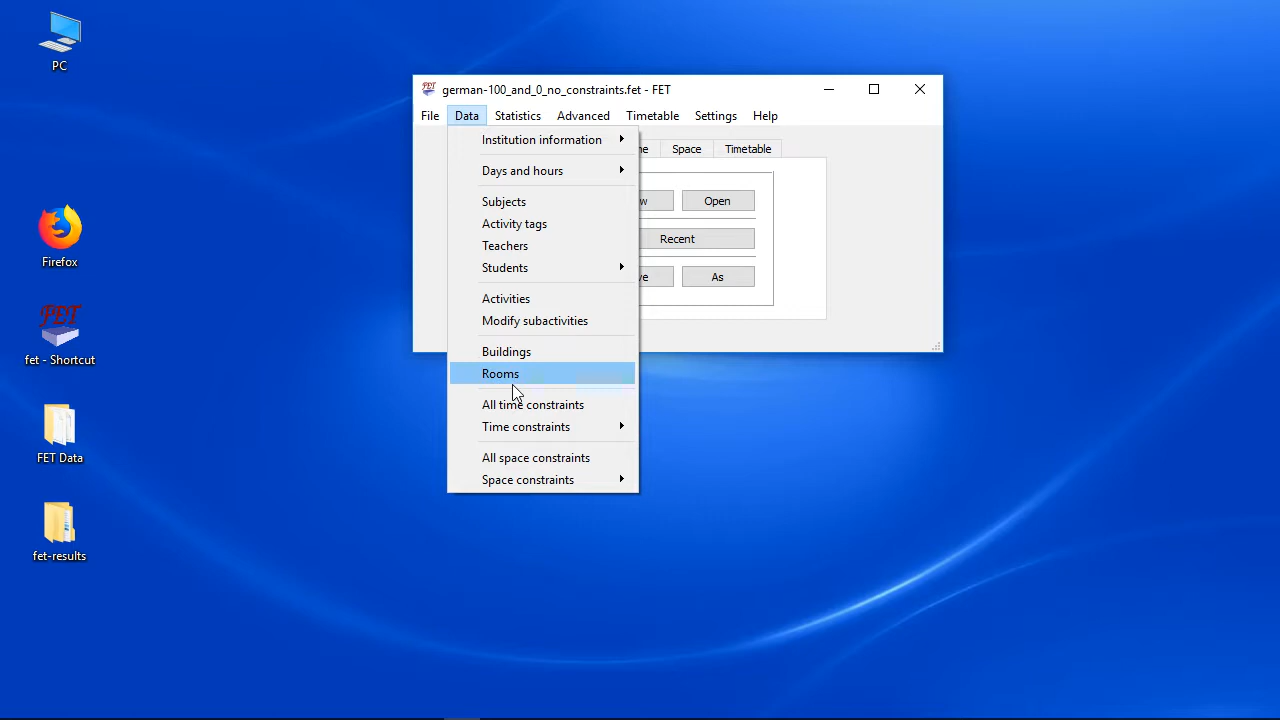 PC
Firefox
FET
fet - Shortcut
FET Data
fet-results
german-100_and_0_no_constraints.fet - FET
File Data Statistics Advanced Timetable Settings Help
Space Timetable
Open
Recent
As
Institution information
Days and hours
Subjects
Activity tags
Teachers
Students
Activities
Modify subactivities
Buildings
Rooms
All time constraints
Time constraints
All space constraints
Space constraints